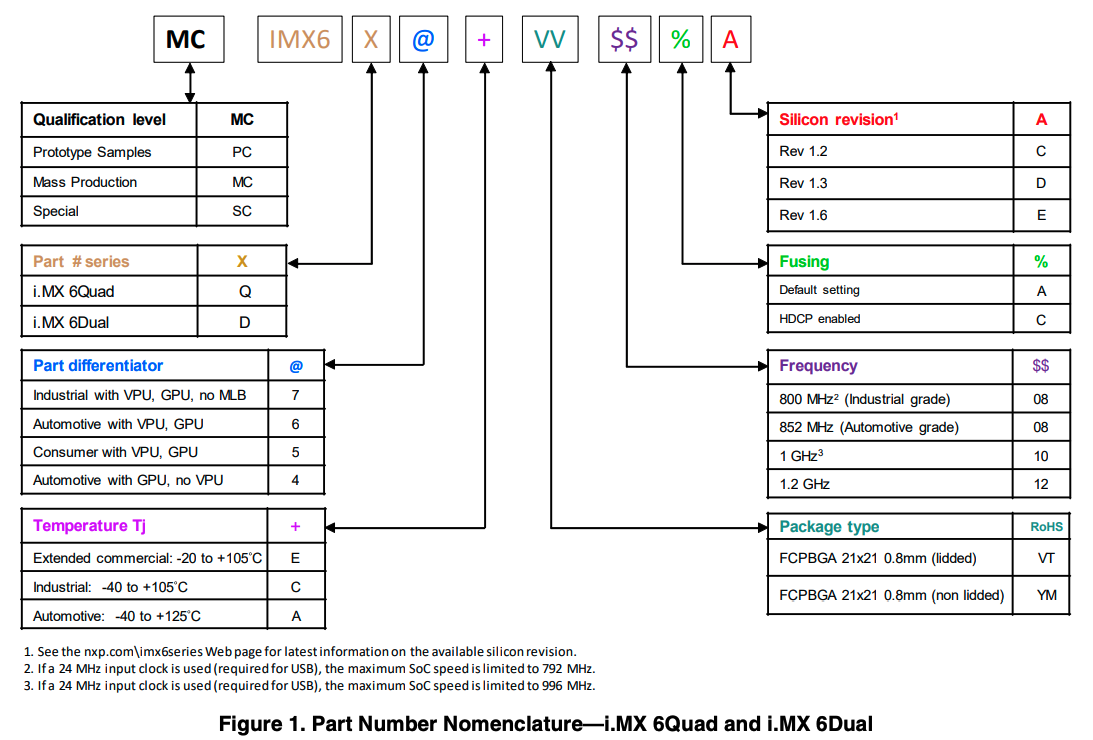 MC IMX6 X @ + VV $$ % A
Qualification level MC
Prototype Samples PC
Mass Production MC
Special SC
Part # series X
i.MX 6Quad Q
i.MX 6Dual D
Part differentiator @
Industrial with VPU, GPU, no MLB 7
Automotive with VPU, GPU 6
Consumer with VPU, GPU 5
Automotive with GPU, no VPU 4
Temperature Tj +
Extended commercial: -20 to +105°C E
Industrial: -40 to +105°C C
Automotive: -40 to +125°C A
Silicon revision¹ A
Rev 1.2 C
Rev 1.3 D
Rev 1.6 E
Fusing %
Default setting A
HDCP enabled C
Frequency $$
800 MHz² (Industrial grade) 08
852 MHz (Automotive grade) 08
1 GHz³ 10
1.2 GHz 12
Package type RoHS
FCPBGA 21x21 0.8mm (lidded) VT
FCPBGA 21x21 0.8mm (non lidded) YM
1. See the nxp.com\imx6series Web page for latest information on the available silicon revision.
2. If a 24 MHz input clock is used (required for USB), the maximum SoC speed is limited to 792 MHz.
3. If a 24 MHz input clock is used (required for USB), the maximum SoC speed is limited to 996 MHz.
Figure 1. Part Number Nomenclature—i.MX 6Quad and i.MX 6Dual